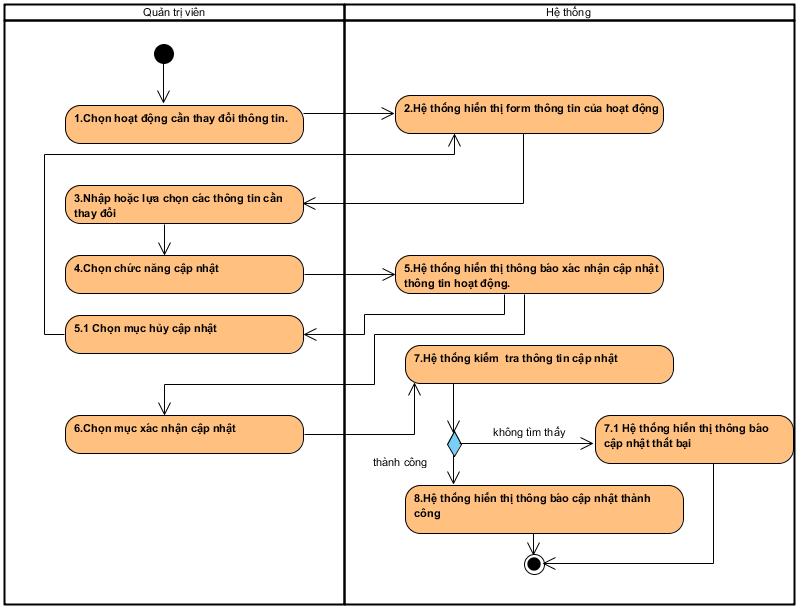 Quản trị viên
Hệ thống
1.Chọn hoạt động cần thay đổi thông tin.
2.Hệ thống hiển thị form thông tin của hoạt động
3.Nhập hoặc lựa chọn các thông tin cần
thay đổi
4.Chọn chức năng cập nhật
5.Hệ thống hiển thị thông báo xác nhận cập nhật
thông tin hoạt động.
5.1 Chọn mục hủy cập nhật
7.Hệ thống kiểm tra thông tin cập nhật
6.Chọn mục xác nhận cập nhật
không tìm thấy
7.1 Hệ thống hiển thị thông báo
cập nhật thất bại
thành công
8.Hệ thống hiển thị thông báo cập nhật thành
công